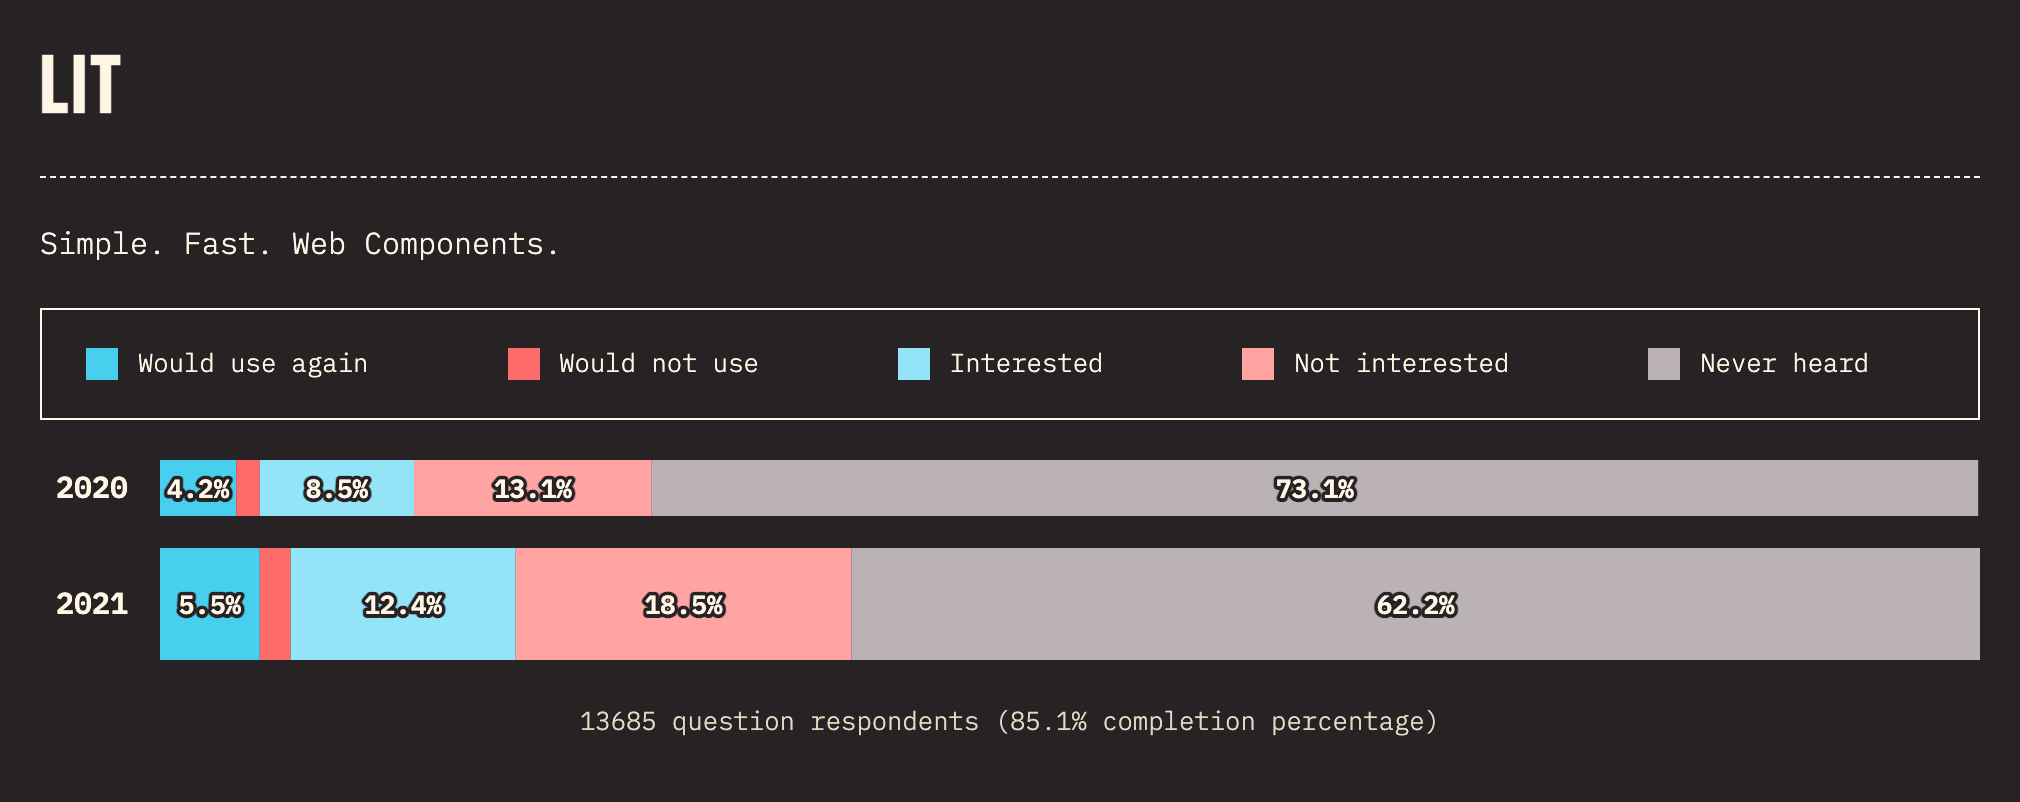 LIT
Simple. Fast. Web Components.
Would use again Would not use Interested Not interested Never heard
2020 4.2% 8.5% 13.1% 73.1%
2021 5.5% 12.4% 18.5% 62.2%
13685 question respondents (85.1% completion percentage)